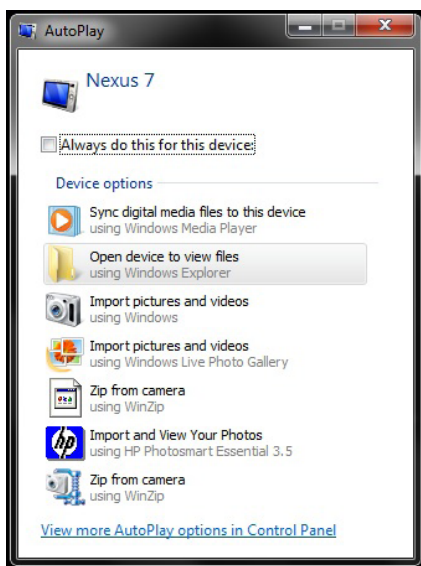 AutoPlay
Nexus 7
Always do this for this device:
Device options
Sync digital media files to this device
using Windows Media Player
Open device to view files
using Windows Explorer
Import pictures and videos
using Windows
Import pictures and videos
using Windows Live Photo Gallery
Zip from camera
using WinZip
Import and View Your Photos
using HP Photosmart Essential 3.5
Zip from camera
using WinZip
View more AutoPlay options in Control Panel